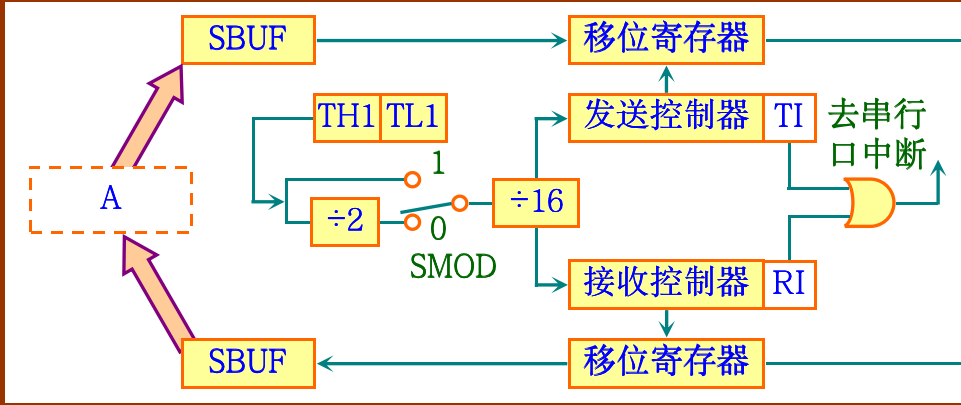 SBUF 移位寄存器
TH1 TL1 发送控制器 TI 去串行
口中断
1
A
÷2 ÷16
0
SMOD
接收控制器 RI
SBUF 移位寄存器